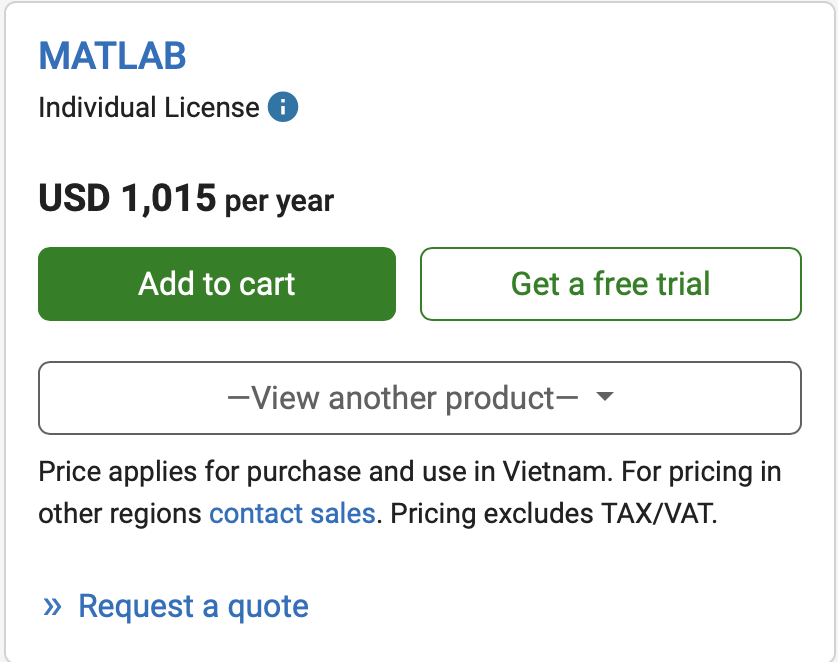 MATLAB
Individual License
USD 1,015 per year
Add to cart
Get a free trial
—View another product—
Price applies for purchase and use in Vietnam. For pricing in
other regions contact sales. Pricing excludes TAX/VAT.
» Request a quote